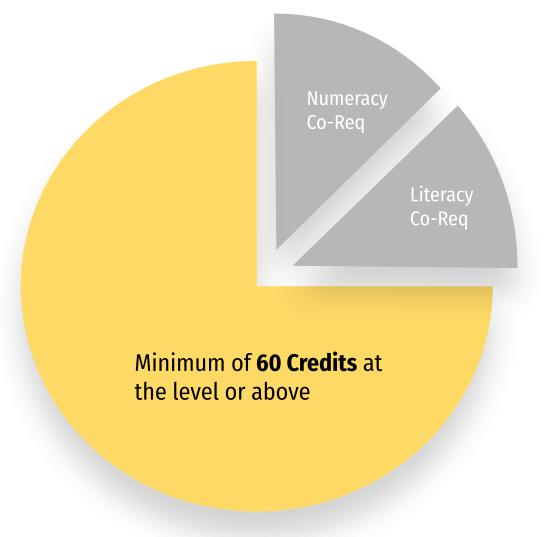 Numeracy
Co-Req
Literacy
Co-Req
Minimum of 60 Credits at
the level or above